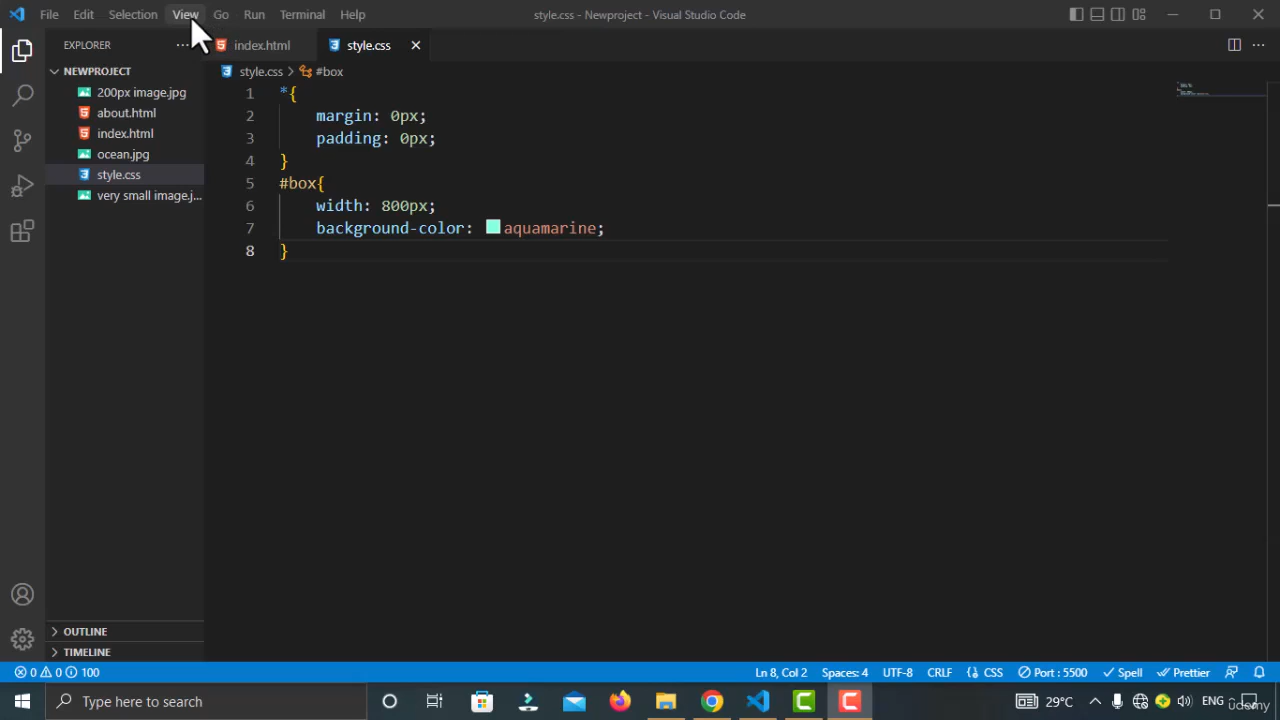 File Edit Selection View Go Run Terminal Help style.css - Newproject - Visual Studio Code
EXPLORER ··· index.html style.css
NEWPROJECT style.css > #box
200px image.jpg
about.html
index.html
ocean.jpg
style.css
very small image.j...
1 *{
2 margin: 0px;
3 padding: 0px;
4 }
5 #box{
6 width: 800px;
7 background-color: aquamarine;
8 }
OUTLINE
TIMELINE
0 0 100 Ln 8, Col 2 Spaces: 4 UTF-8 CRLF {} CSS Port : 5500 Spell Prettier
Type here to search 29°C ENG
udemy